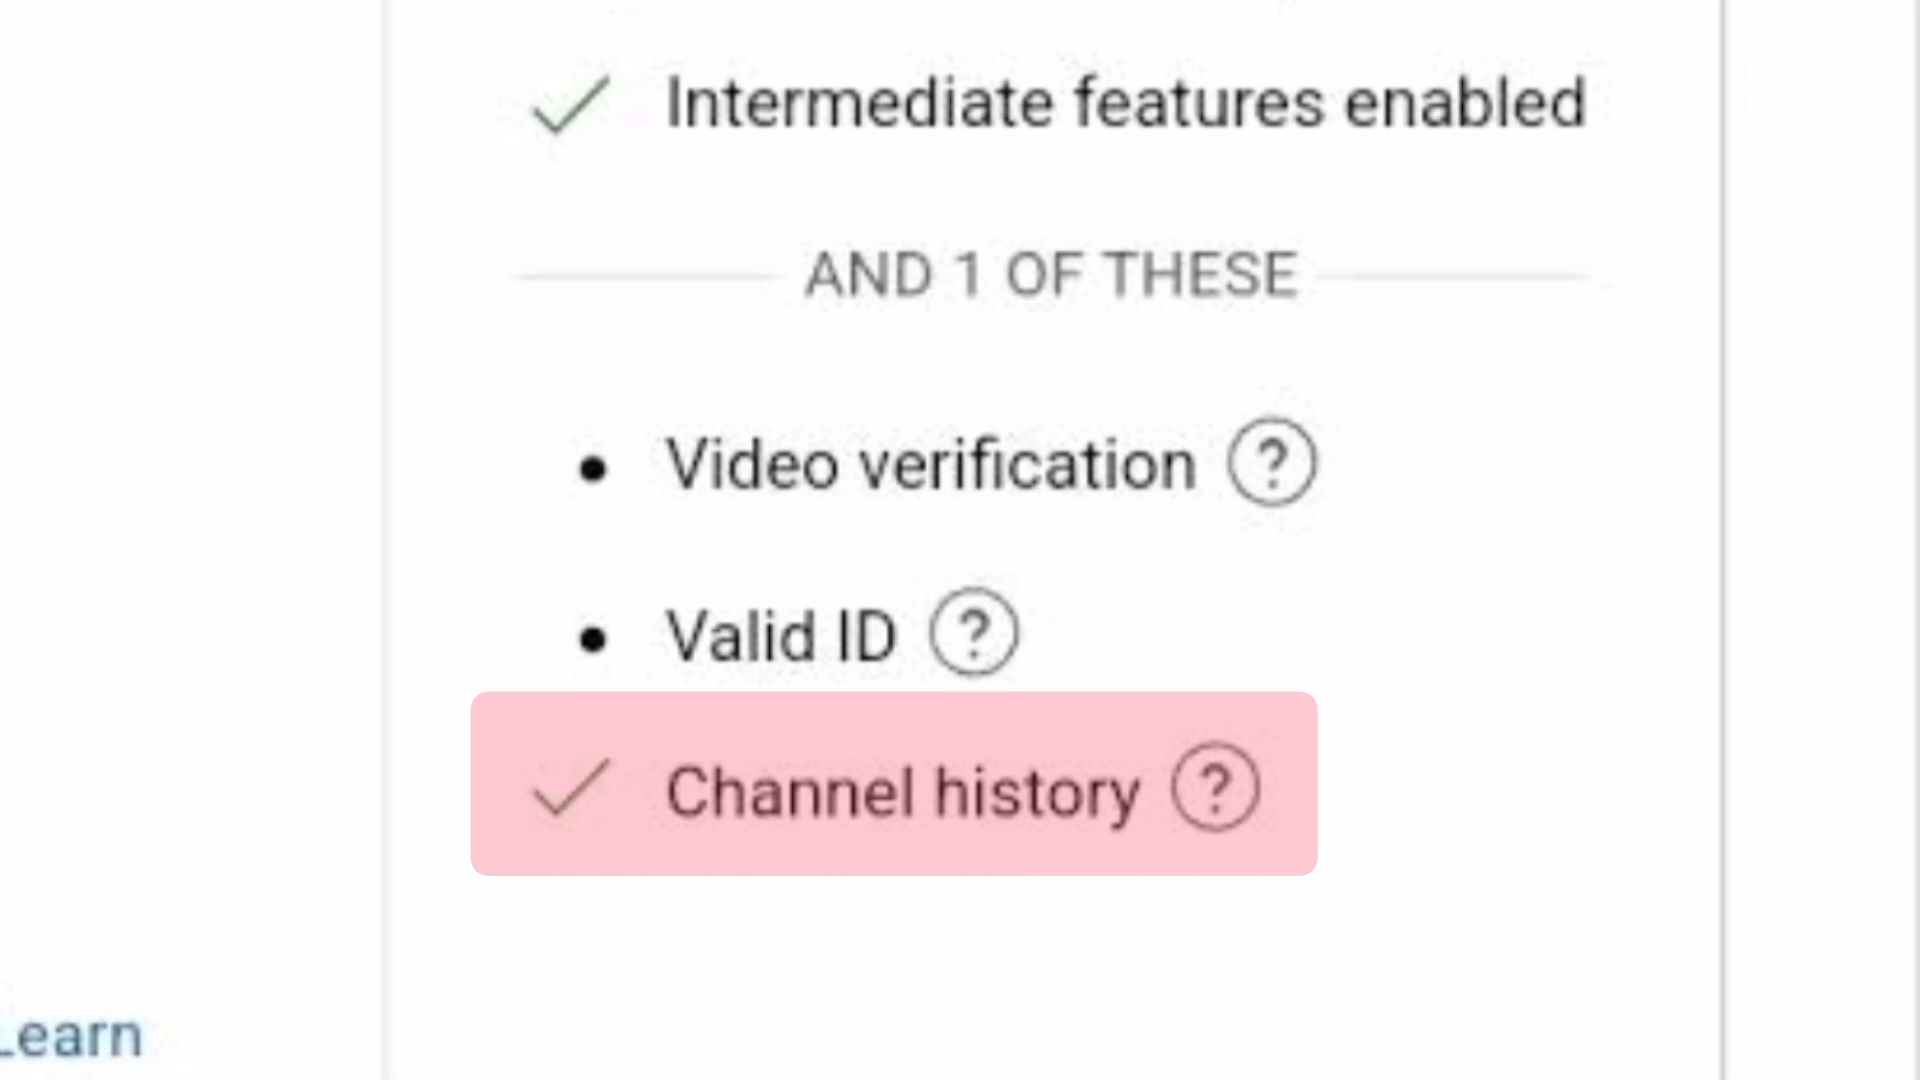 Intermediate features enabled
AND 1 OF THESE
Video verification ?
Valid ID ?
Channel history ?
Learn